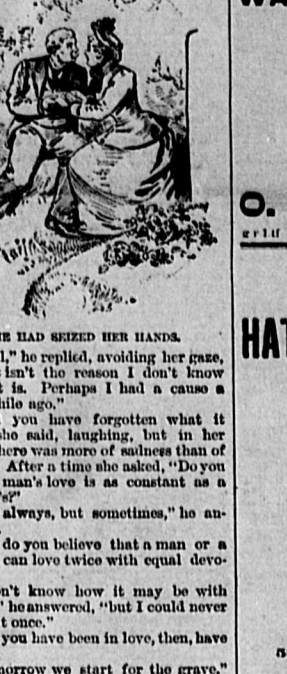 HE HAD SEIZED HER HANDS.
l," he replied, avoiding her gaze,
isn't the reason I don't know
t is. Perhaps I had a cause a
hile ago."
you have forgotten what it
she said, laughing, but in her
here was more of sadness than of
After a time she asked, "Do you
man's love is as constant as a
's?"
always, but sometimes," he an-
do you believe that a man or a
can love twice with equal devo-
n't know how it may be with
" he answered, "but I could never
t once."
you have been in love, then, have
morrow we start for the grave,"
WA
O.
HAT